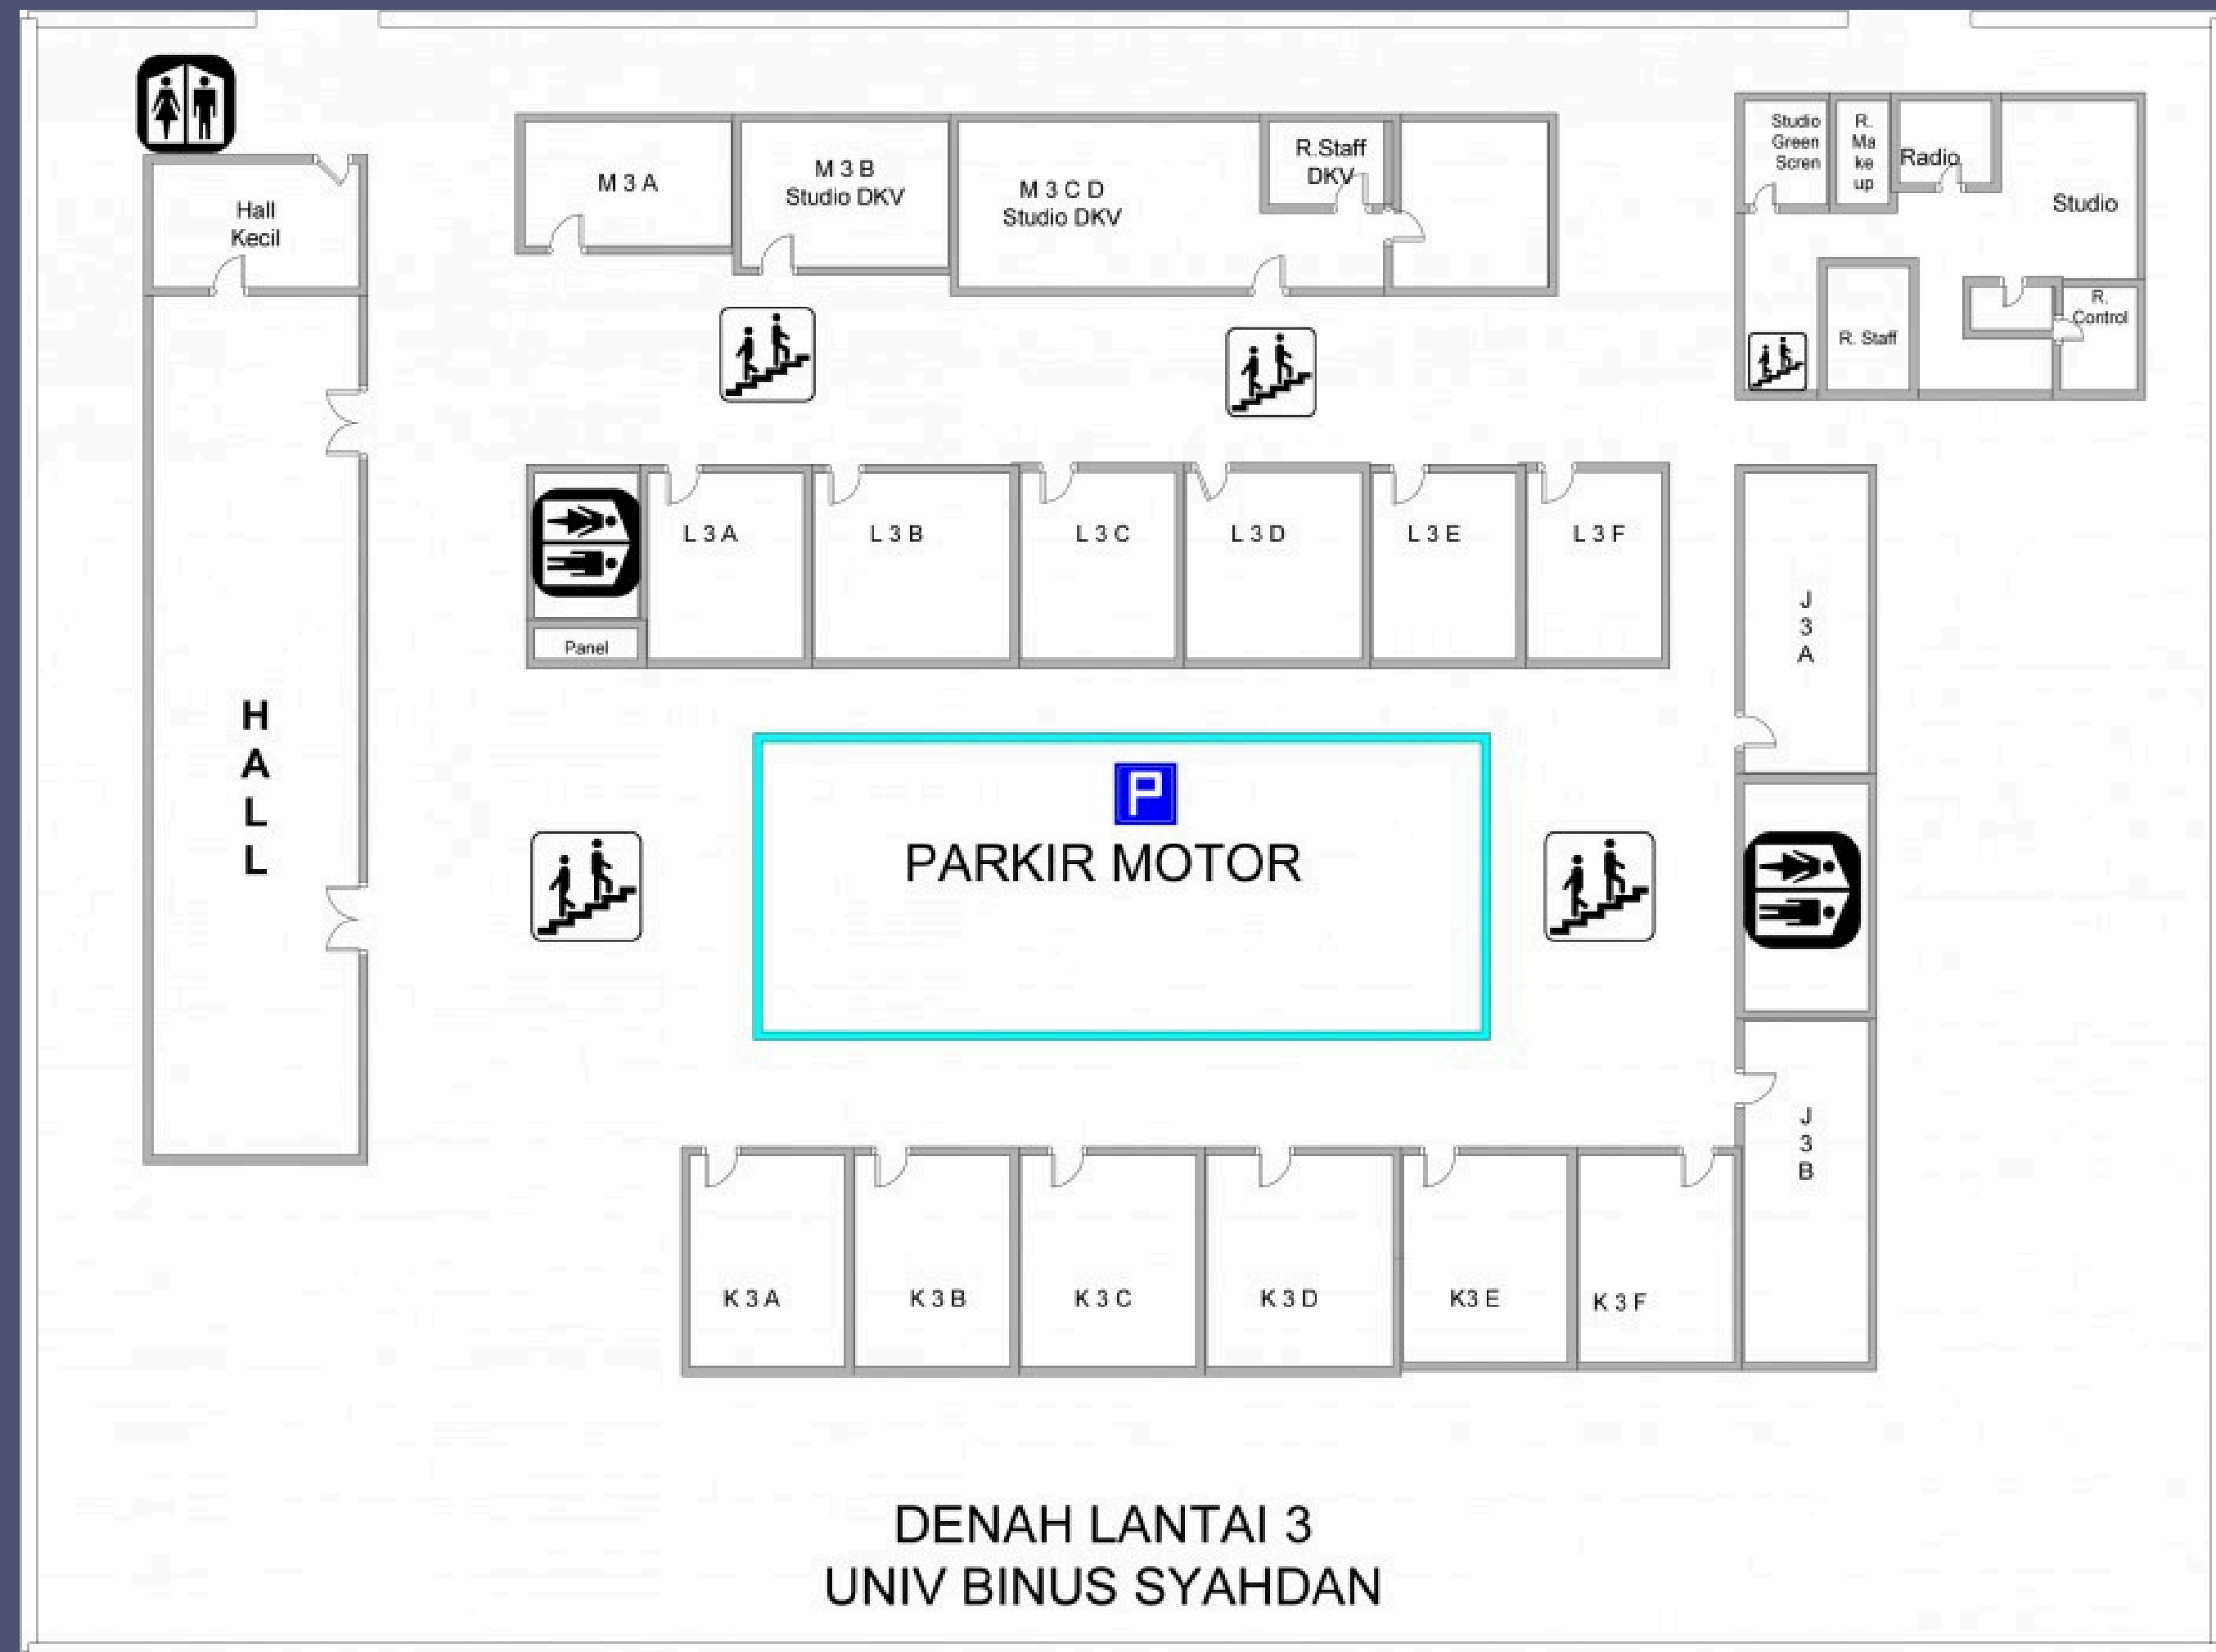 Hall
Kecil
M 3 A
M 3 B
Studio DKV
M 3 C D
Studio DKV
R.Staff
DKV
Studio
Green
Scren
R.
Ma
ke
up
Radio
Studio
R. Staff
R.
Control
L 3 A
L 3 B
L 3 C
L 3 D
L 3 E
L 3 F
Panel
J
3
A
H
A
L
L
P
PARKIR MOTOR
J
3
B
K 3 A
K 3 B
K 3 C
K 3 D
K3 E
K 3 F
DENAH LANTAI 3
UNIV BINUS SYAHDAN